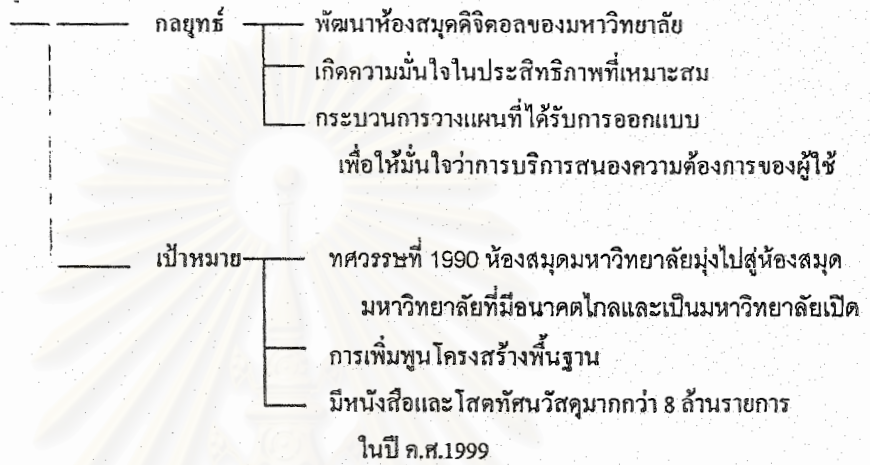 กลยุทธ์ พัฒนาห้องสมุดดิจิตอลของมหาวิทยาลัย
เกิดความมั่นใจในประสิทธิภาพที่เหมาะสม
กระบวนการวางแผนที่ได้รับการออกแบบ
เพื่อให้มั่นใจว่าการบริการสนองความต้องการของผู้ใช้
เป้าหมาย ทศวรรษที่ 1990 ห้องสมุดมหาวิทยาลัยมุ่งไปสู่ห้องสมุด
มหาวิทยาลัยที่มีอนาคตไกลและเป็นมหาวิทยาลัยเปิด
การเพิ่มพูนโครงสร้างพื้นฐาน
มีหนังสือและโสตทัศนวัสดุมากกว่า 8 ล้านรายการ
ในปี ค.ศ.1999